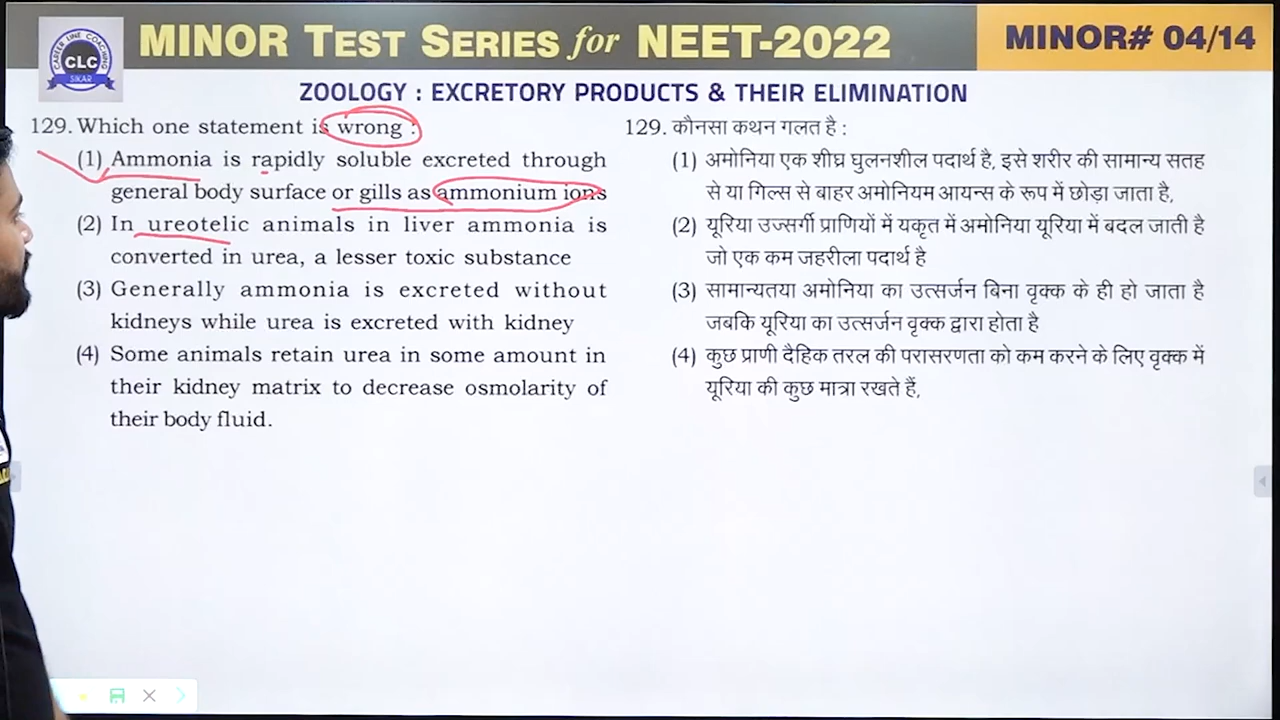 MINOR TEST SERIES for NEET-2022
MINOR# 04/14
CAREER LINE COACHING
CLC
SIKAR
ZOOLOGY : EXCRETORY PRODUCTS & THEIR ELIMINATION
129. Which one statement is wrong :
(1) Ammonia is rapidly soluble excreted through
general body surface or gills as ammonium ions
(2) In ureotelic animals in liver ammonia is
converted in urea, a lesser toxic substance
(3) Generally ammonia is excreted without
kidneys while urea is excreted with kidney
(4) Some animals retain urea in some amount in
their kidney matrix to decrease osmolarity of
their body fluid.
129. कौनसा कथन गलत है :
(1) अमोनिया एक शीघ्र घुलनशील पदार्थ है, इसे शरीर की सामान्य सतह
से या गिल्स से बाहर अमोनियम आयन्स के रूप में छोड़ा जाता है,
(2) यूरिया उज्सर्गी प्राणियों में यकृत में अमोनिया यूरिया में बदल जाती है
जो एक कम जहरीला पदार्थ है
(3) सामान्यतया अमोनिया का उत्सर्जन बिना वृक्क के ही हो जाता है
जबकि यूरिया का उत्सर्जन वृक्क द्वारा होता है
(4) कुछ प्राणी दैहिक तरल की परासरणता को कम करने के लिए वृक्क में
यूरिया की कुछ मात्रा रखते हैं,